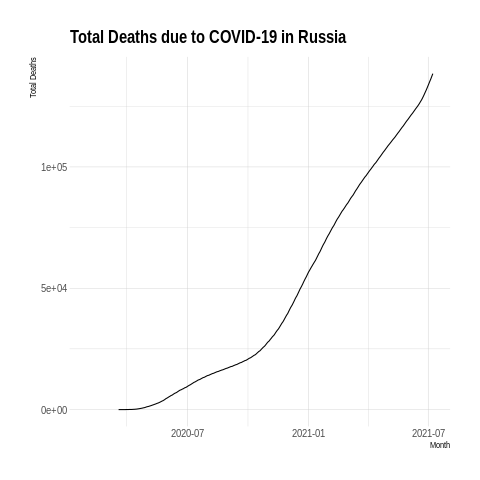 Total Deaths due to COVID-19 in Russia
Total Deaths
1e+05
5e+04
0e+00
2020-07 2021-01 2021-07
Month